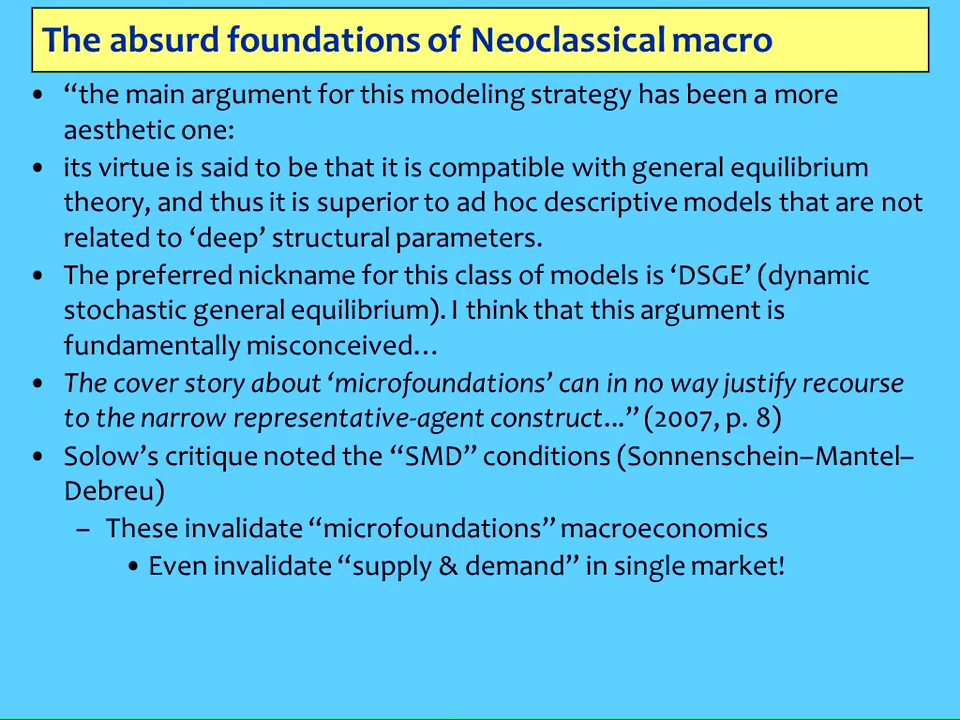 The absurd foundations of Neoclassical macro
• “the main argument for this modeling strategy has been a more
aesthetic one:
• its virtue is said to be that it is compatible with general equilibrium
theory, and thus it is superior to ad hoc descriptive models that are not
related to ‘deep’ structural parameters.
• The preferred nickname for this class of models is ‘DSGE’ (dynamic
stochastic general equilibrium). I think that this argument is
fundamentally misconceived…
• The cover story about ‘microfoundations’ can in no way justify recourse
to the narrow representative-agent construct...” (2007, p. 8)
• Solow’s critique noted the “SMD” conditions (Sonnenschein–Mantel–
Debreu)
– These invalidate “microfoundations” macroeconomics
• Even invalidate “supply & demand” in single market!